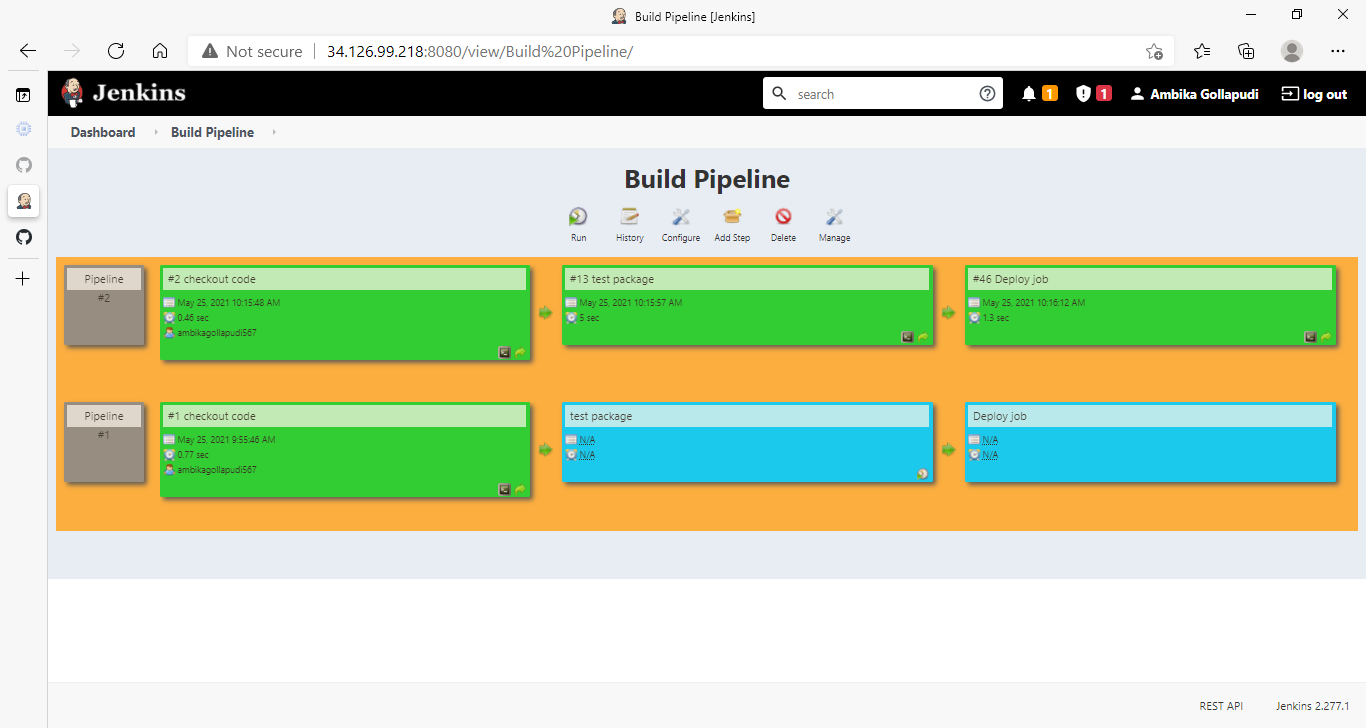 Build Pipeline [Jenkins]
Not secure 34.126.99.218:8080/view/Build%20Pipeline/
Jenkins search 1 1 Ambika Gollapudi log out
Dashboard Build Pipeline
Build Pipeline
Run History Configure Add Step Delete Manage
Pipeline #2
#2 checkout code
May 25, 2021 10:15:48 AM
0.46 sec
ambikagollapudi567
#13 test package
May 25, 2021 10:15:57 AM
5 sec
#46 Deploy job
May 25, 2021 10:16:12 AM
1.3 sec
Pipeline #1
#1 checkout code
May 25, 2021 9:55:46 AM
0.77 sec
ambikagollapudi567
test package
N/A
N/A
Deploy job
N/A
N/A
REST API Jenkins 2.277.1